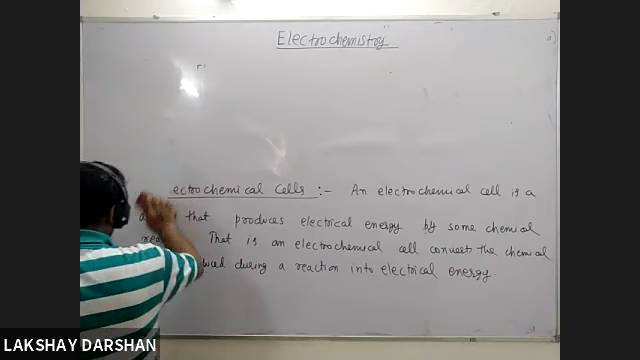 Electrochemistry
ectrochemical Cells :- An electrochemical cell is a
that produces electrical energy by some chemical
That is an electrochemical cell convert the chemical
during a reaction into electrical energy.
LAKSHAY DARSHAN